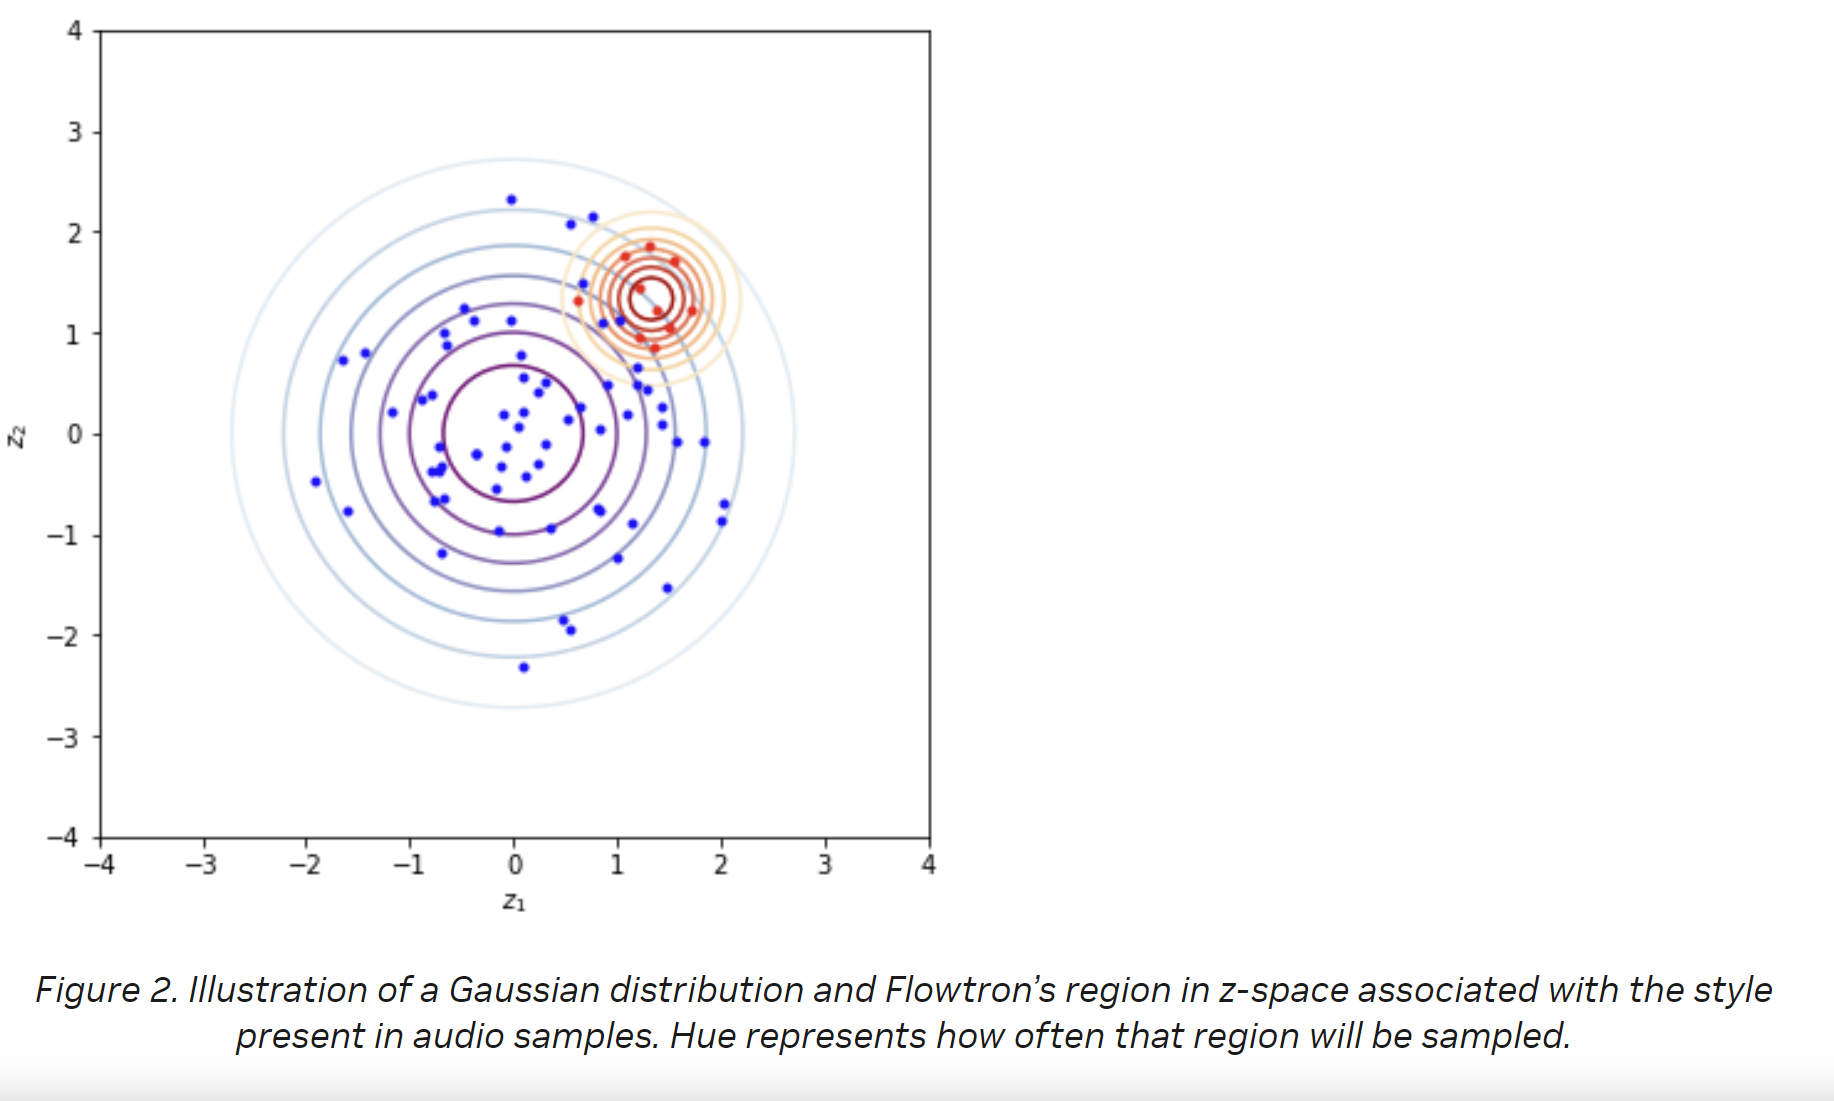 4
3
2
1
0
−1
−2
−3
−4
z₂
−4 −3 −2 −1 0 1 2 3 4
z₁
Figure 2. Illustration of a Gaussian distribution and Flowtron’s region in z-space associated with the style
present in audio samples. Hue represents how often that region will be sampled.